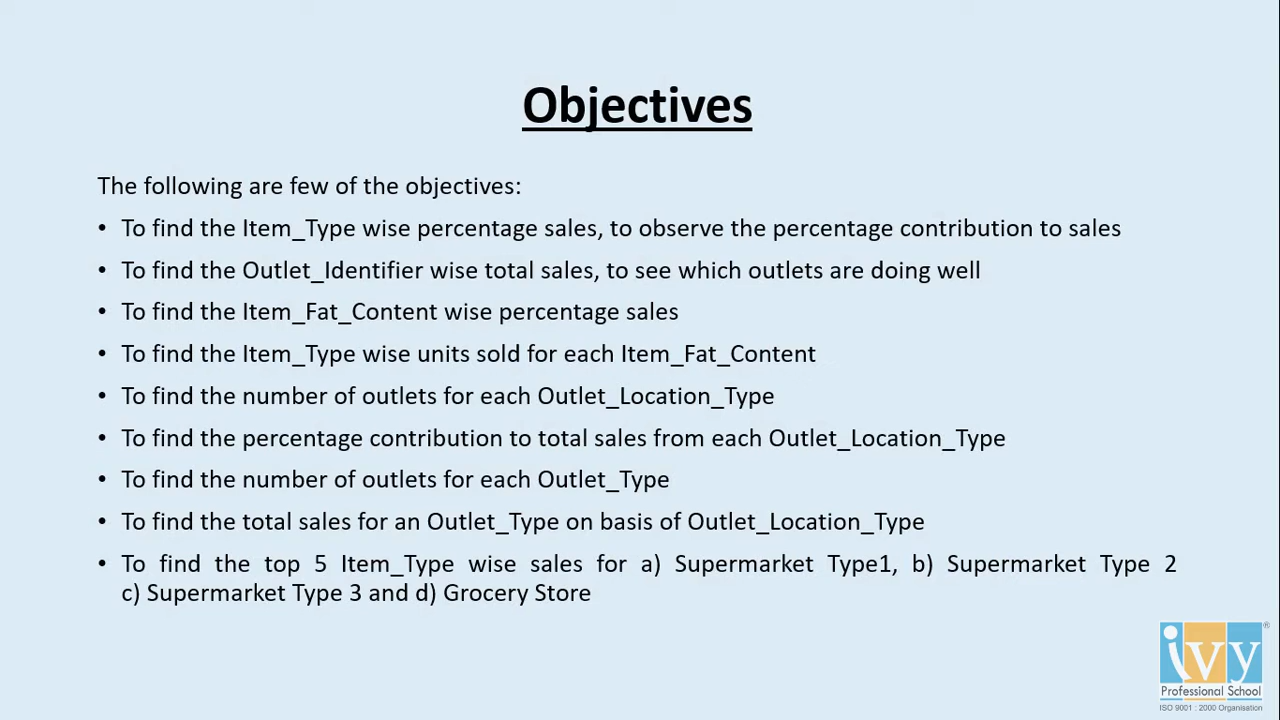 Objectives
The following are few of the objectives:
• To find the Item_Type wise percentage sales, to observe the percentage contribution to sales
• To find the Outlet_Identifier wise total sales, to see which outlets are doing well
• To find the Item_Fat_Content wise percentage sales
• To find the Item_Type wise units sold for each Item_Fat_Content
• To find the number of outlets for each Outlet_Location_Type
• To find the percentage contribution to total sales from each Outlet_Location_Type
• To find the number of outlets for each Outlet_Type
• To find the total sales for an Outlet_Type on basis of Outlet_Location_Type
• To find the top 5 Item_Type wise sales for a) Supermarket Type1, b) Supermarket Type 2
c) Supermarket Type 3 and d) Grocery Store
ivy ®
Professional School
ISO 9001 : 2000 Organisation